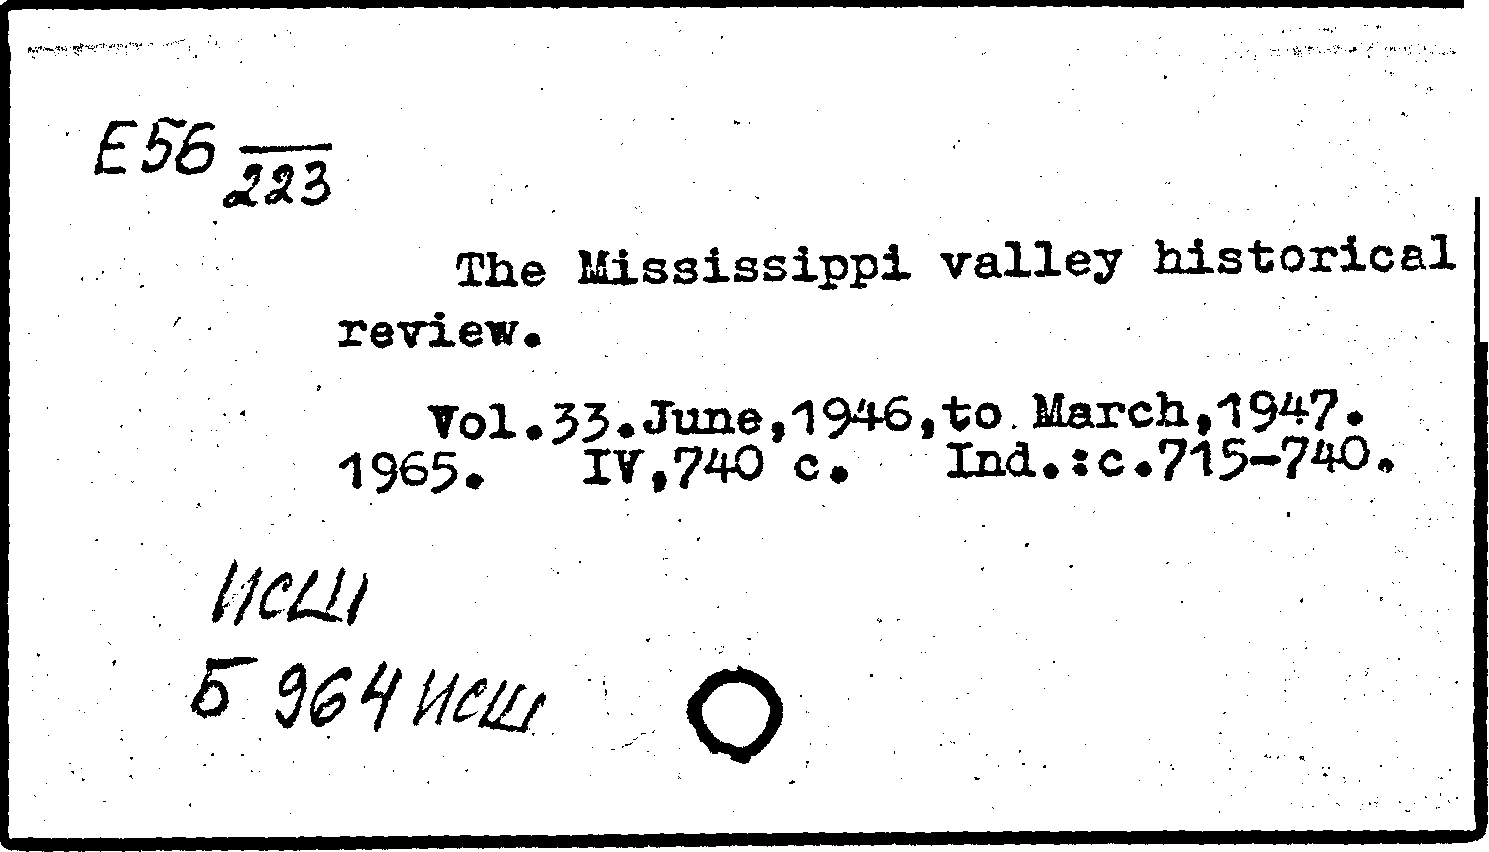 E56 223
The Mississippi valley historical
review.
Vol.33.June,1946,to March,1947.
1965. IV,740 c. Ind.:c.715-740.
ИСШ
Б 964 ИСШ